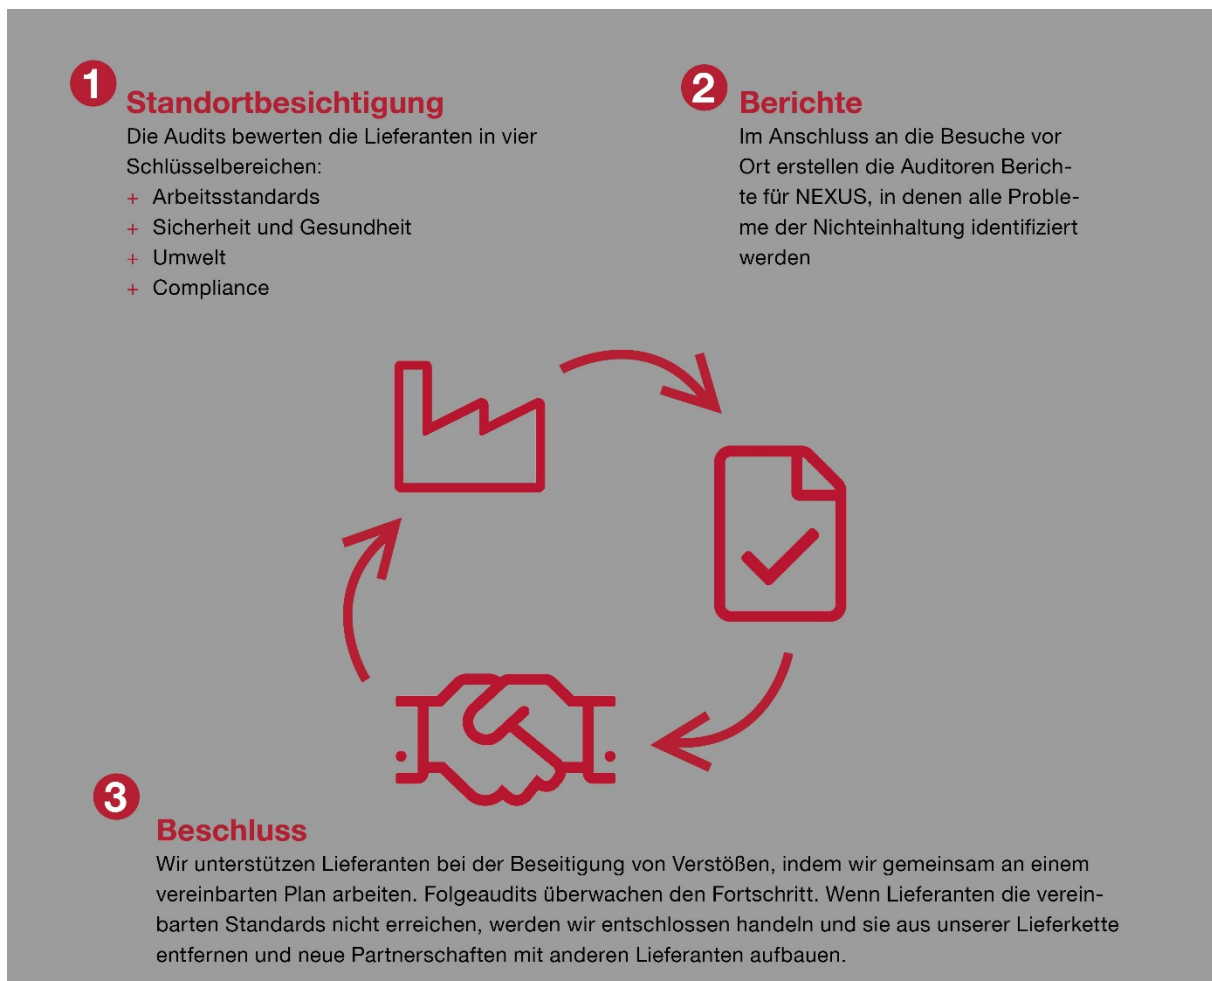 1
Standortbesichtigung
Die Audits bewerten die Lieferanten in vier
Schlüsselbereichen:
+ Arbeitsstandards
+ Sicherheit und Gesundheit
+ Umwelt
+ Compliance
2
Berichte
Im Anschluss an die Besuche vor
Ort erstellen die Auditoren Berich-
te für NEXUS, in denen alle Proble-
me der Nichteinhaltung identifiziert
werden
3
Beschluss
Wir unterstützen Lieferanten bei der Beseitigung von Verstößen, indem wir gemeinsam an einem
vereinbarten Plan arbeiten. Folgeaudits überwachen den Fortschritt. Wenn Lieferanten die verein-
barten Standards nicht erreichen, werden wir entschlossen handeln und sie aus unserer Lieferkette
entfernen und neue Partnerschaften mit anderen Lieferanten aufbauen.